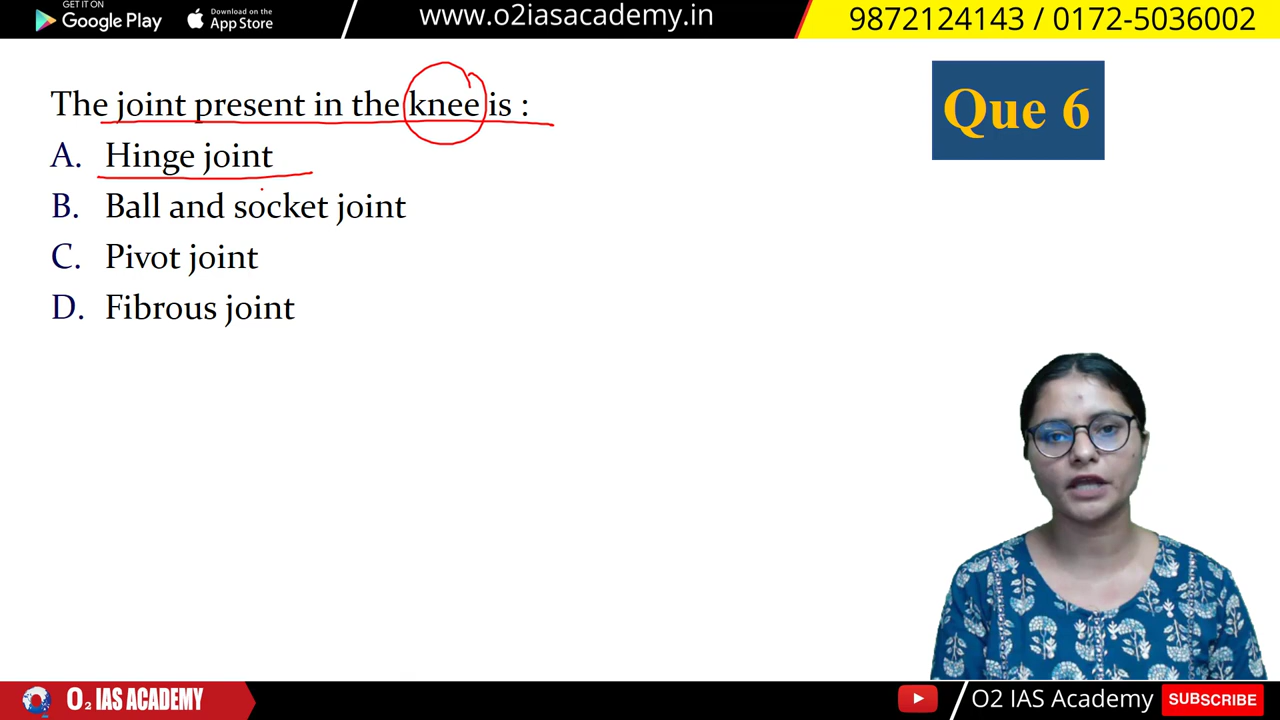 GET IT ON
Google Play
Download on the
App Store
www.o2iasacademy.in
9872124143 / 0172-5036002
The joint present in the knee is :
A. Hinge joint
B. Ball and socket joint
C. Pivot joint
D. Fibrous joint
Que 6
O2 IAS ACADEMY
O2 IAS Academy
SUBSCRIBE